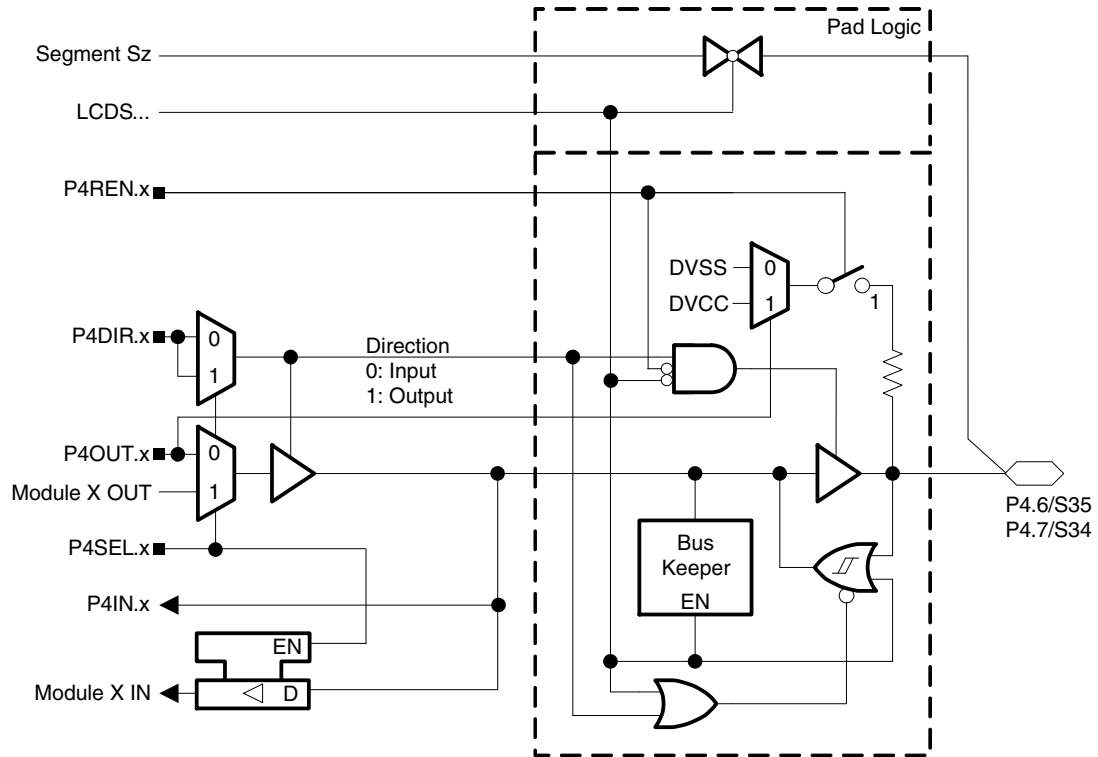 Pad Logic
Segment Sz
LCDS...
P4REN.x
DVSS
0
DVCC
1
1
P4DIR.x
0
1
Direction
0: Input
1: Output
P4OUT.x
0
Module X OUT
1
P4.6/S35
P4.7/S34
P4SEL.x
Bus
Keeper
EN
P4IN.x
EN
Module X IN
D